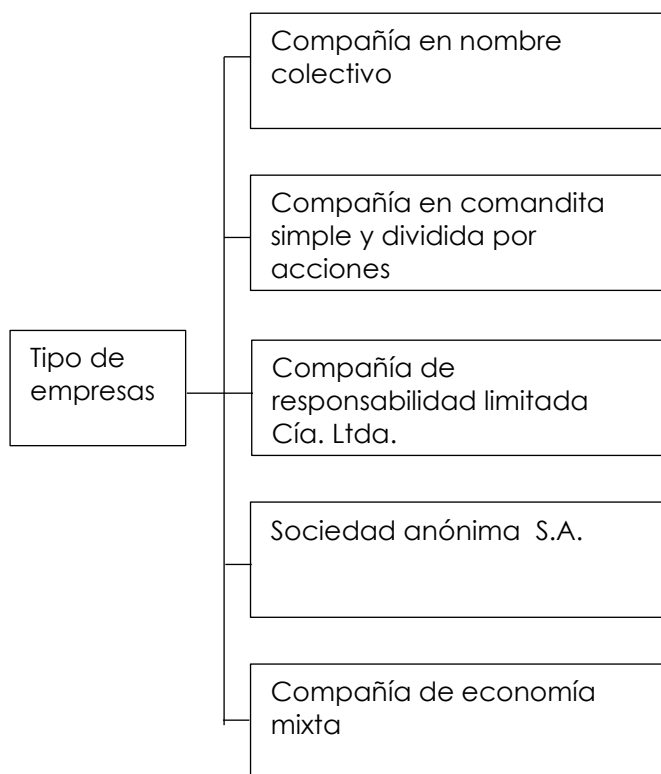 Compañía en nombre
colectivo
Compañía en comandita
simple y dividida por
acciones
Tipo de
empresas
Compañía de
responsabilidad limitada
Cía. Ltda.
Sociedad anónima  S.A.
Compañía de economía
mixta